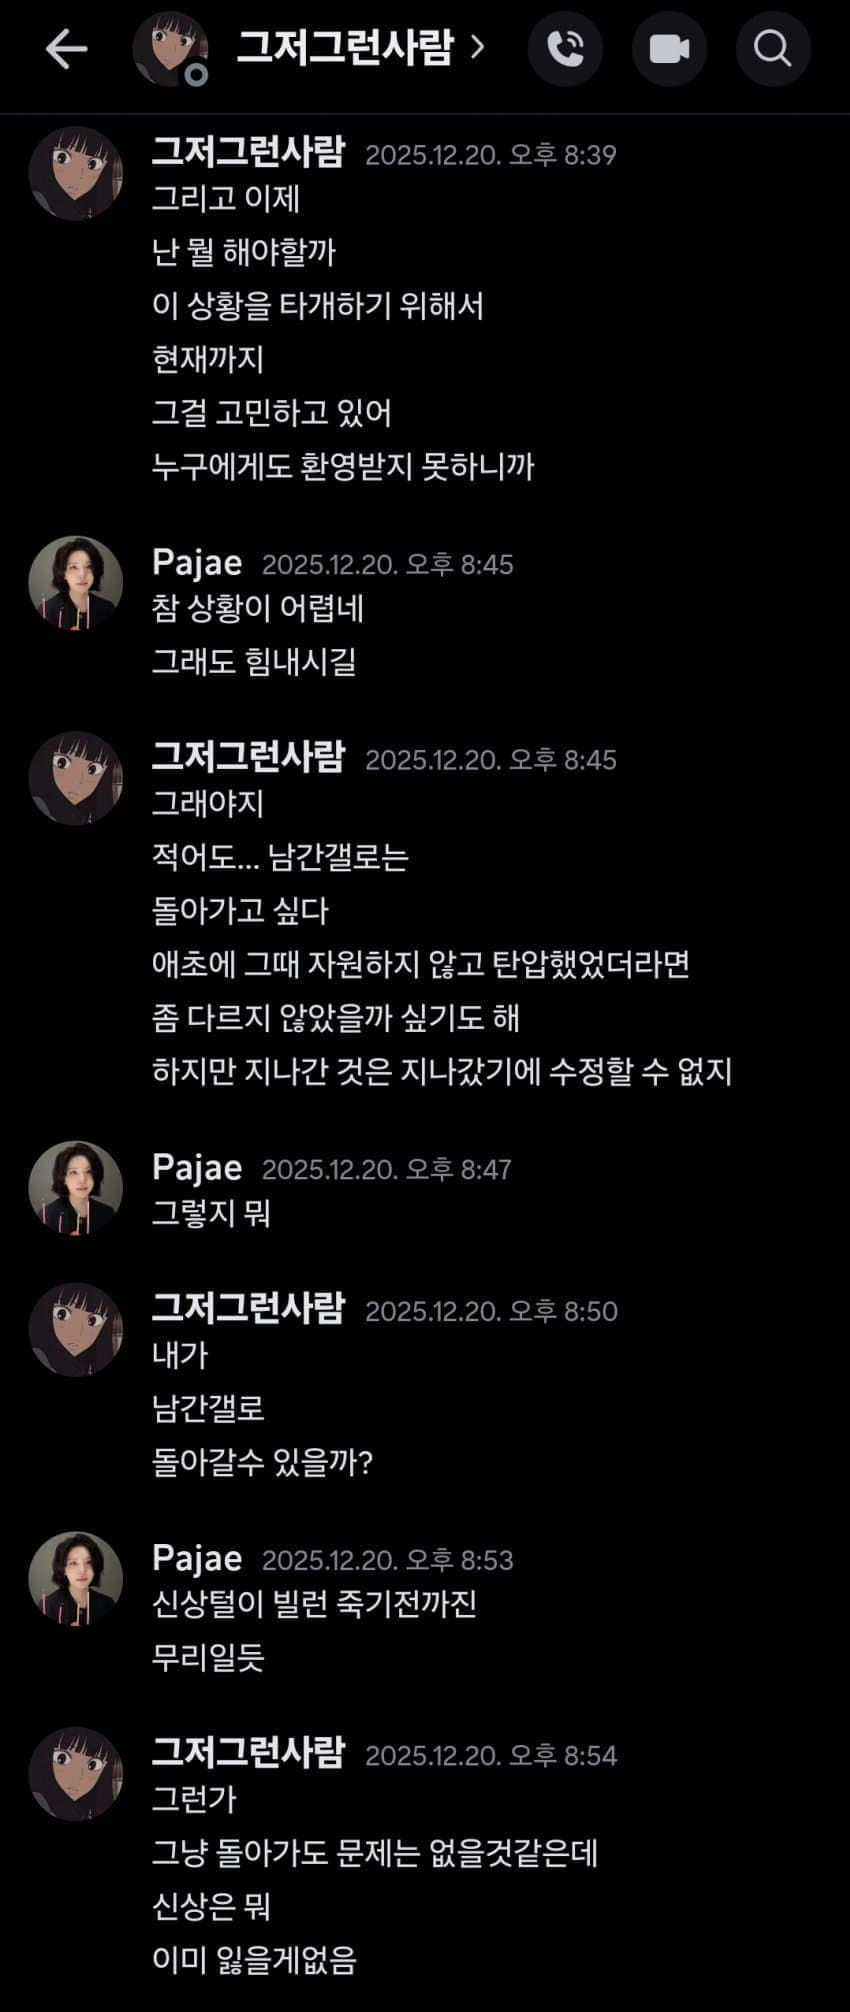 그저그런사람
그저그런사람 2025.12.20. 오후 8:39
그리고 이제
난 뭘 해야할까
이 상황을 타개하기 위해서
현재까지
그걸 고민하고 있어
누구에게도 환영받지 못하니까
Pajae 2025.12.20. 오후 8:45
참 상황이 어렵네
그래도 힘내시길
그저그런사람 2025.12.20. 오후 8:45
그래야지
적어도... 남간갤로는
돌아가고 싶다
애초에 그때 자원하지 않고 탄압했었더라면
좀 다르지 않았을까 싶기도 해
하지만 지나간 것은 지나갔기에 수정할 수 없지
Pajae 2025.12.20. 오후 8:47
그렇지 뭐
그저그런사람 2025.12.20. 오후 8:50
내가
남간갤로
돌아갈수 있을까?
Pajae 2025.12.20. 오후 8:53
신상털이 빌런 죽기전까진
무리일듯
그저그런사람 2025.12.20. 오후 8:54
그런가
그냥 돌아가도 문제는 없을것같은데
신상은 뭐
이미 잃을게없음